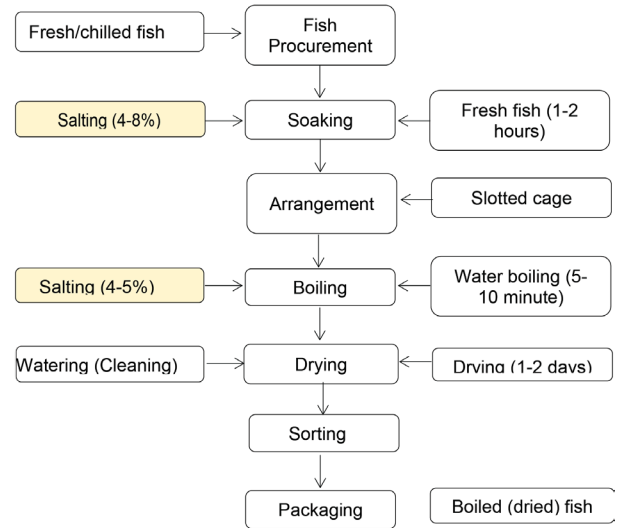 Fresh/chilled fish
Fish
Procurement
Salting (4-8%)
Soaking
Fresh fish (1-2
hours)
Arrangement
Slotted cage
Salting (4-5%)
Boiling
Water boiling (5-
10 minute)
Watering (Cleaning)
Drying
Drying (1-2 days)
Sorting
Packaging
Boiled (dried) fish